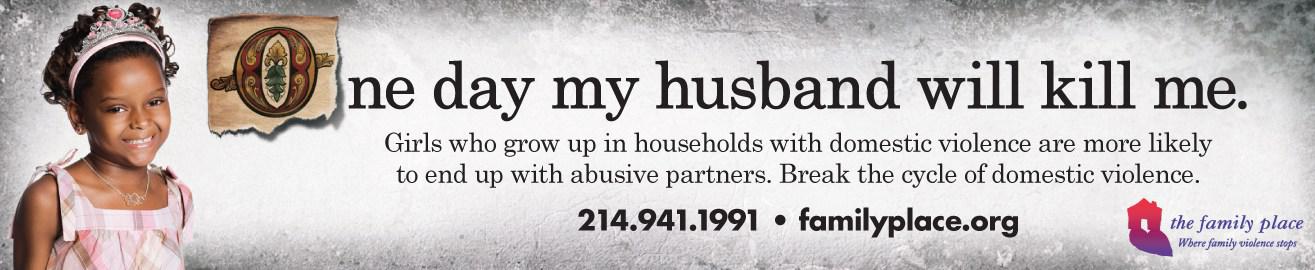 One day my husband will kill me.
Girls who grow up in households with domestic violence are more likely
to end up with abusive partners. Break the cycle of domestic violence.
214.941.1991 • familyplace.org
the family place
Where family violence stops